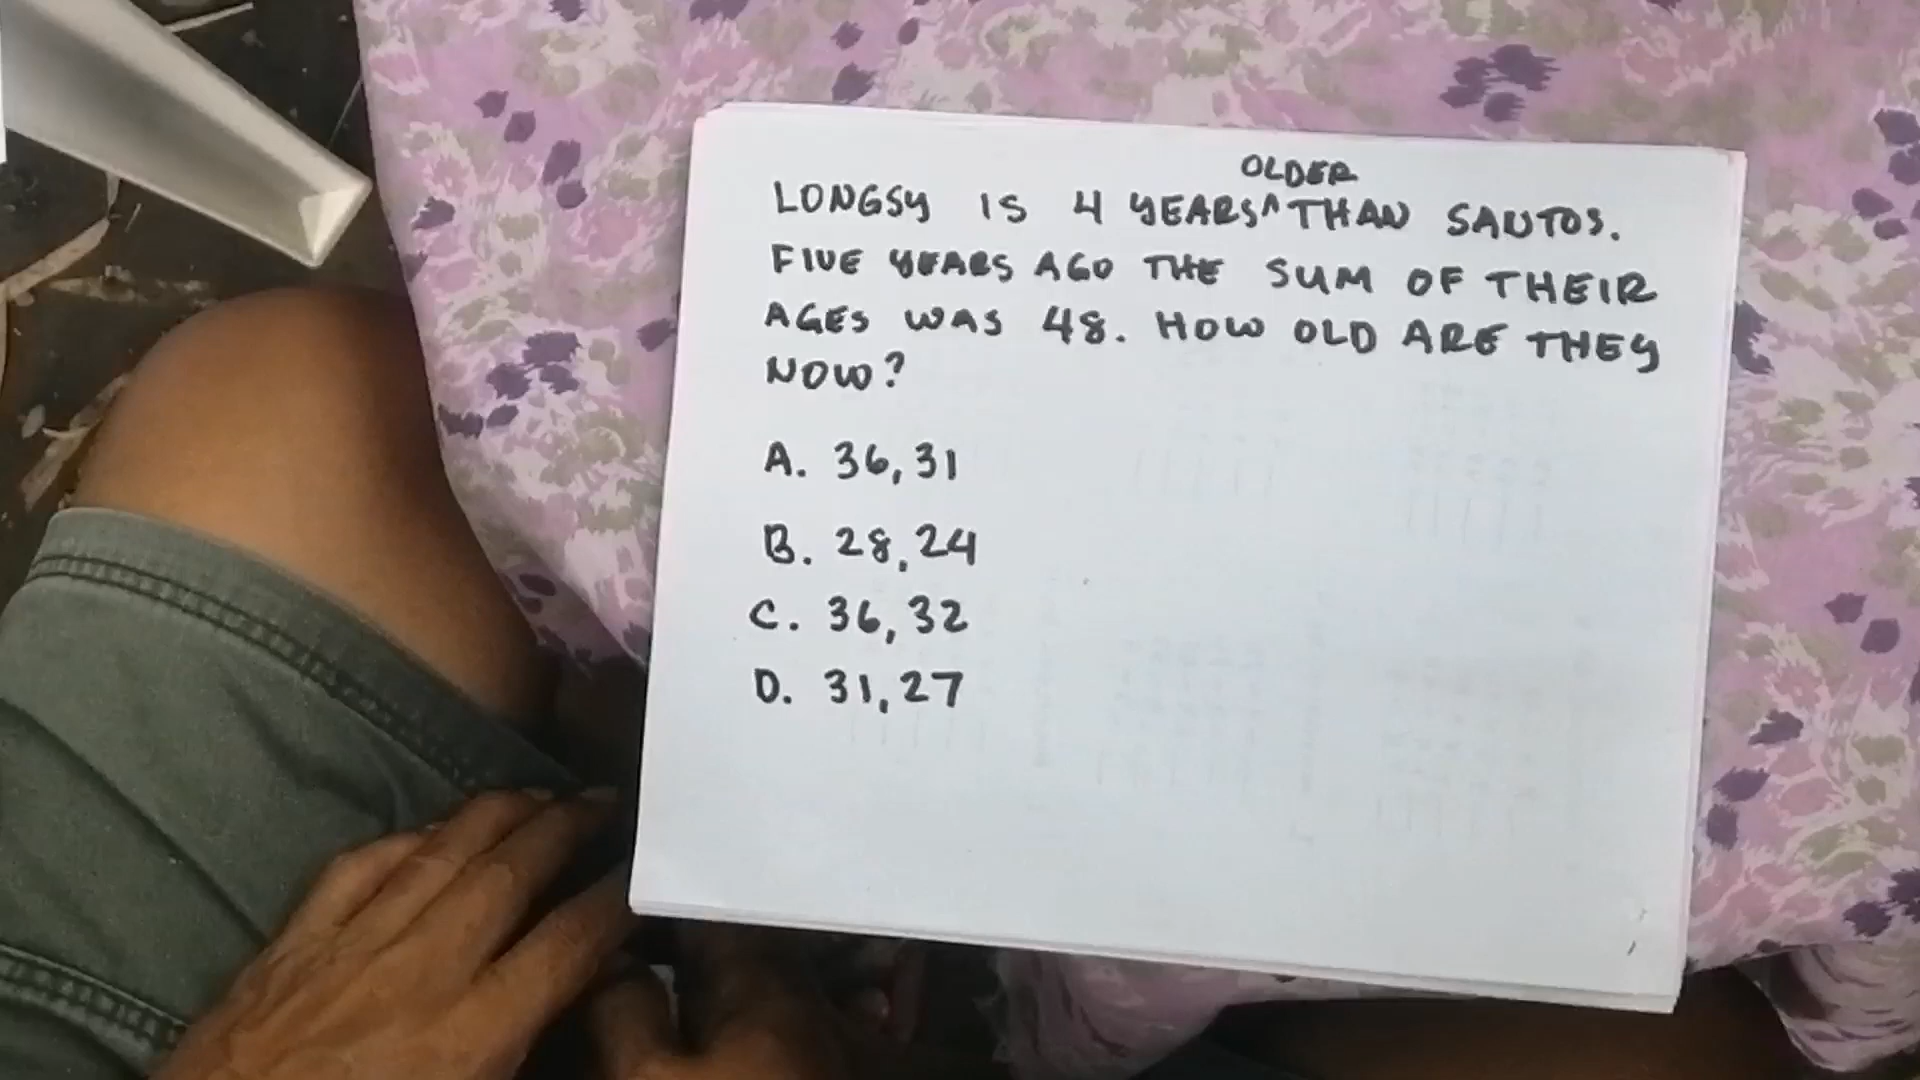 LONGSY IS 4 YEARS^OLDER THAN SANTOS.
FIVE YEARS AGO THE SUM OF THEIR
AGES WAS 48. HOW OLD ARE THEY
NOW?
A. 36,31
B. 28,24
C. 36,32
D. 31,27